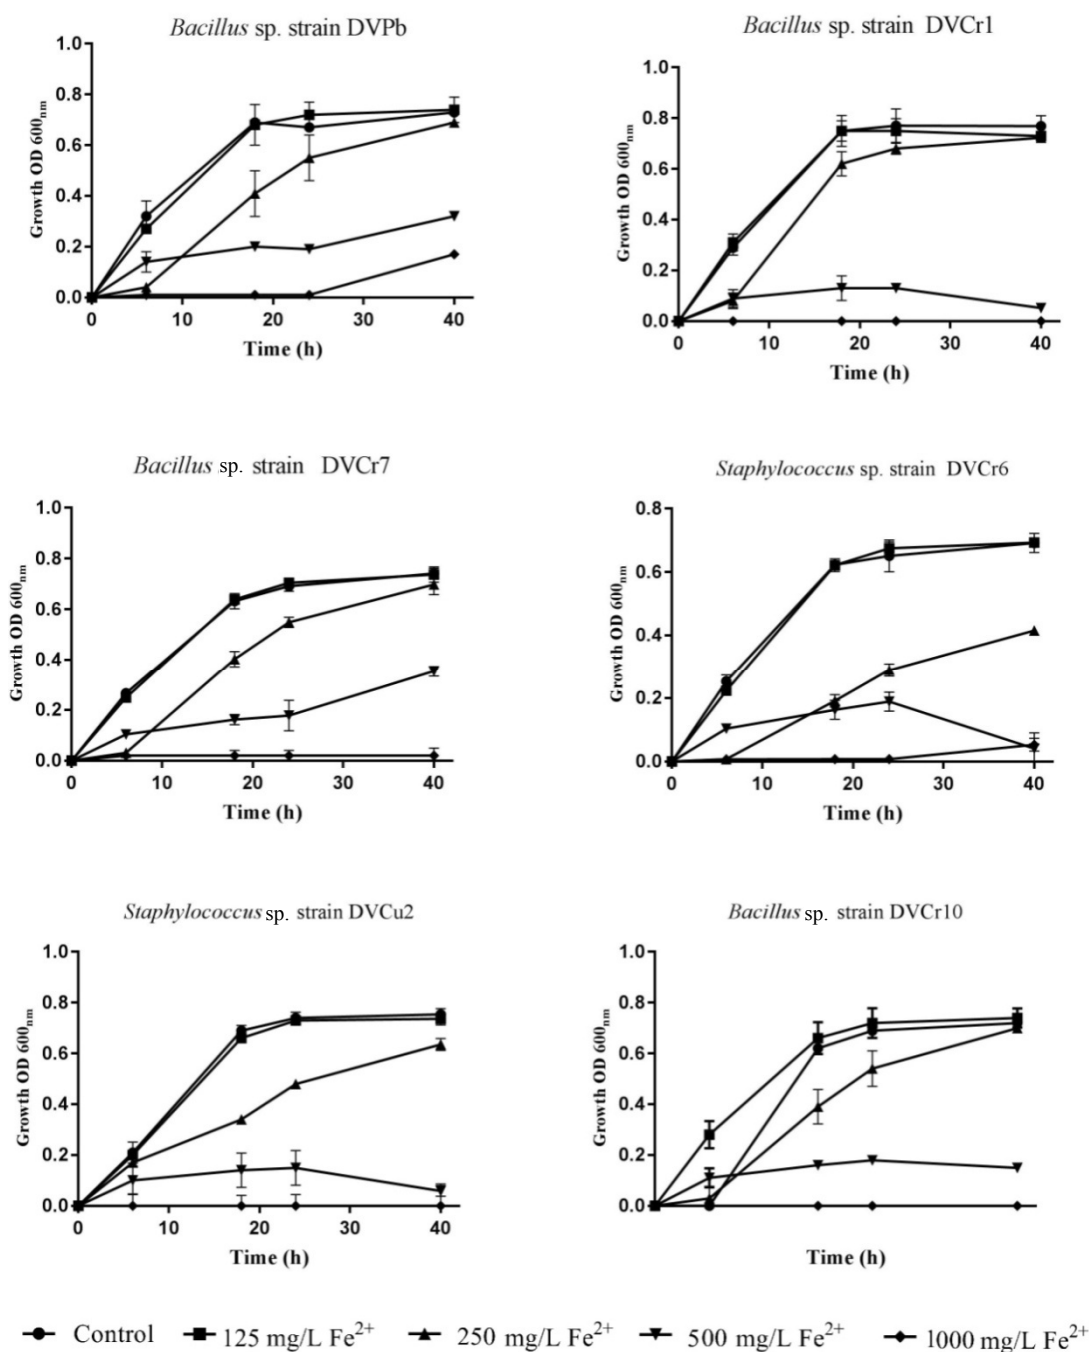 Bacillus sp. strain DVPb
1.0
0.8
0.6
0.4
0.2
0.0
0 10 20 30 40
Growth OD 600nm
Time (h)
Bacillus sp. strain DVCr1
1.0
0.8
0.6
0.4
0.2
0.0
0 10 20 30 40
Growth OD 600nm
Time (h)
Bacillus sp. strain DVCr7
1.0
0.8
0.6
0.4
0.2
0.0
0 10 20 30 40
Growth OD 600nm
Time (h)
Staphylococcus sp. strain DVCr6
0.8
0.6
0.4
0.2
0.0
0 10 20 30 40
Growth OD 600nm
Time (h)
Staphylococcus sp. strain DVCu2
1.0
0.8
0.6
0.4
0.2
0.0
0 10 20 30 40
Growth OD 600nm
Time (h)
Bacillus sp. strain DVCr10
1.0
0.8
0.6
0.4
0.2
0.0
Growth OD 600nm
Time (h)
Control 125 mg/L Fe²⁺ 250 mg/L Fe²⁺ 500 mg/L Fe²⁺ 1000 mg/L Fe²⁺